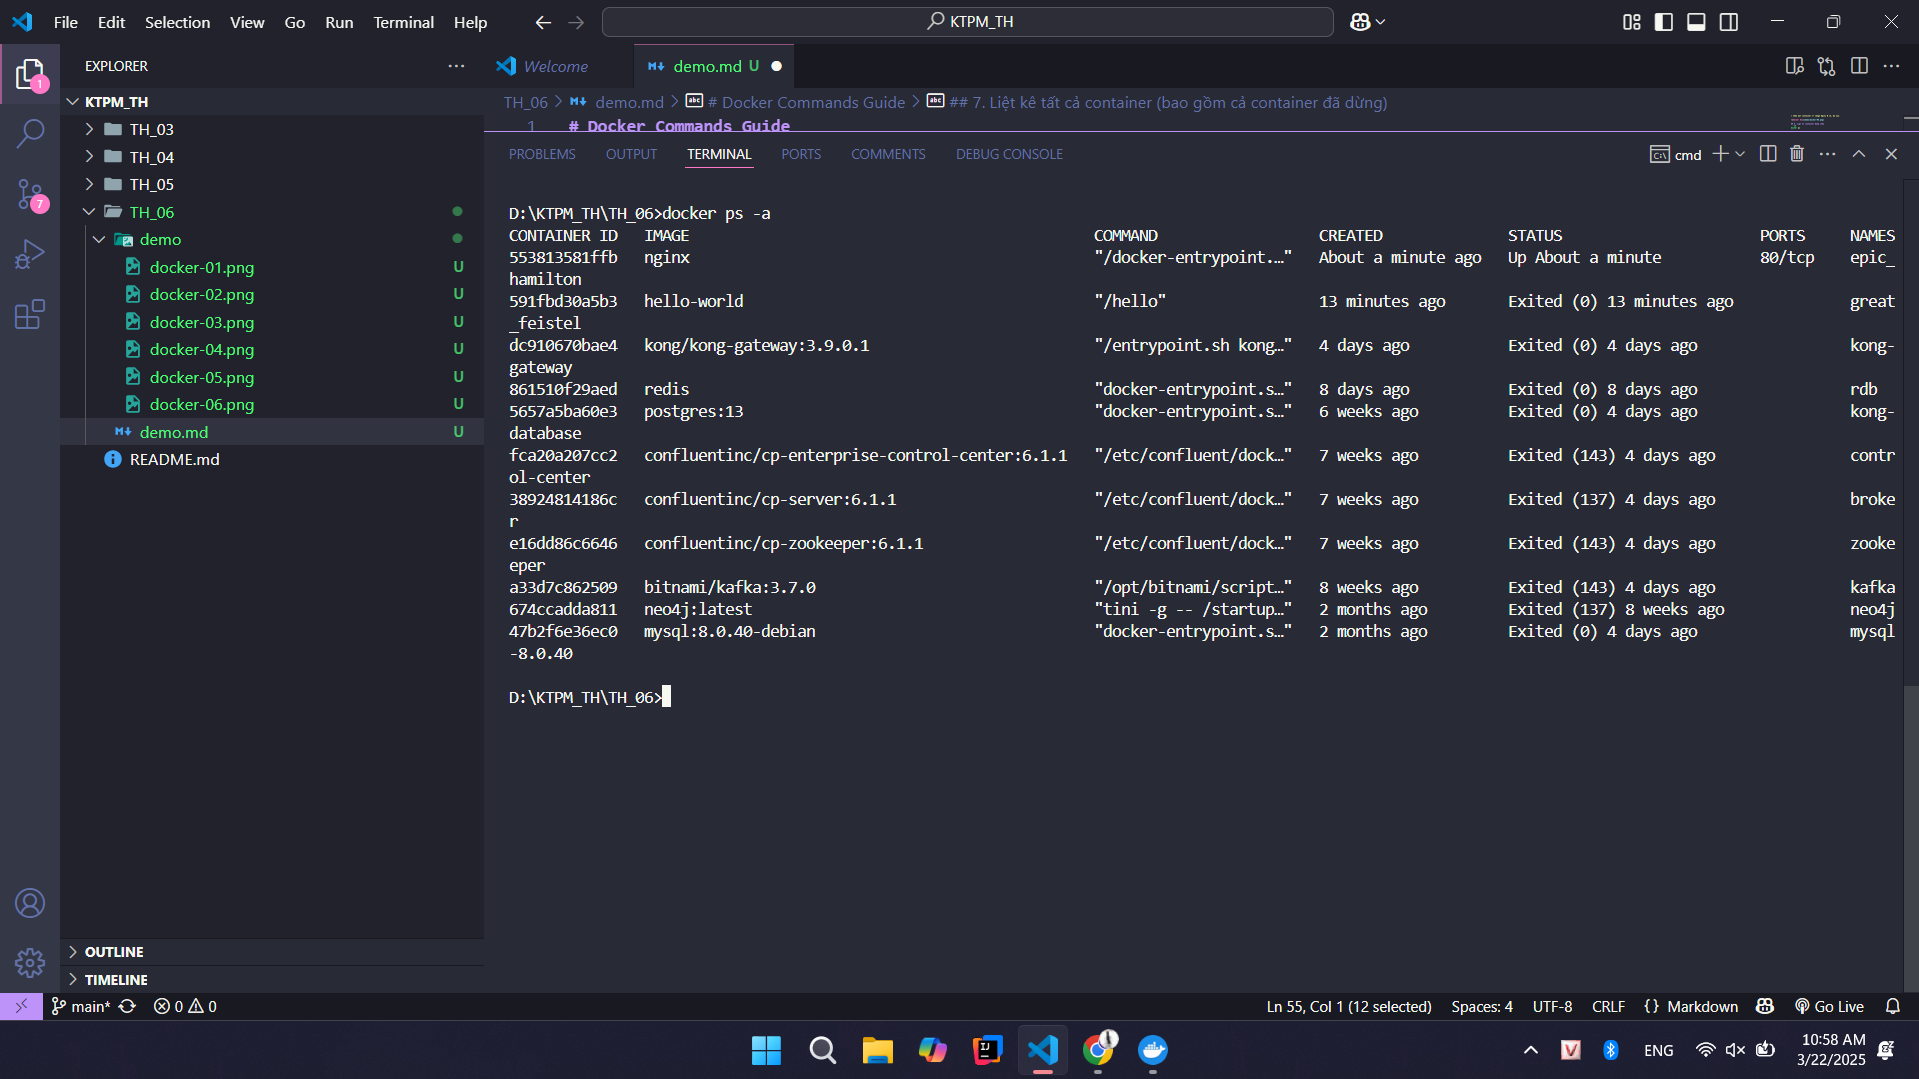 File Edit Selection View Go Run Terminal Help
KTPM_TH
EXPLORER
Welcome
demo.md U
KTPM_TH
TH_03
TH_04
TH_05
TH_06
demo
docker-01.png U
docker-02.png U
docker-03.png U
docker-04.png U
docker-05.png U
docker-06.png U
demo.md U
README.md
OUTLINE
TIMELINE
1
7
TH_06 > demo.md > # Docker Commands Guide > ## 7. Liệt kê tất cả container (bao gồm cả container đã dừng)
1 # Docker Commands Guide
PROBLEMS OUTPUT TERMINAL PORTS COMMENTS DEBUG CONSOLE
cmd
D:\KTPM_TH\TH_06>docker ps -a
CONTAINER ID IMAGE COMMAND CREATED STATUS PORTS NAMES
553813581ffb nginx "/docker-entrypoint.…" About a minute ago Up About a minute 80/tcp epic_
hamilton
591fbd30a5b3 hello-world "/hello" 13 minutes ago Exited (0) 13 minutes ago great
_feistel
dc910670bae4 kong/kong-gateway:3.9.0.1 "/entrypoint.sh kong…" 4 days ago Exited (0) 4 days ago kong-
gateway
861510f29aed redis "docker-entrypoint.s…" 8 days ago Exited (0) 8 days ago rdb
5657a5ba60e3 postgres:13 "docker-entrypoint.s…" 6 weeks ago Exited (0) 4 days ago kong-
database
fca20a207cc2 confluentinc/cp-enterprise-control-center:6.1.1 "/etc/confluent/dock…" 7 weeks ago Exited (143) 4 days ago contr
ol-center
38924814186c confluentinc/cp-server:6.1.1 "/etc/confluent/dock…" 7 weeks ago Exited (137) 4 days ago broke
r
e16dd86c6646 confluentinc/cp-zookeeper:6.1.1 "/etc/confluent/dock…" 7 weeks ago Exited (143) 4 days ago zooke
eper
a33d7c862509 bitnami/kafka:3.7.0 "/opt/bitnami/script…" 8 weeks ago Exited (143) 4 days ago kafka
674ccadda811 neo4j:latest "tini -g -- /startup…" 2 months ago Exited (137) 8 weeks ago neo4j
47b2f6e36ec0 mysql:8.0.40-debian "docker-entrypoint.s…" 2 months ago Exited (0) 4 days ago mysql
-8.0.40
D:\KTPM_TH\TH_06>
main* 0 0
Ln 55, Col 1 (12 selected) Spaces: 4 UTF-8 CRLF {} Markdown Go Live
ENG
10:58 AM
3/22/2025